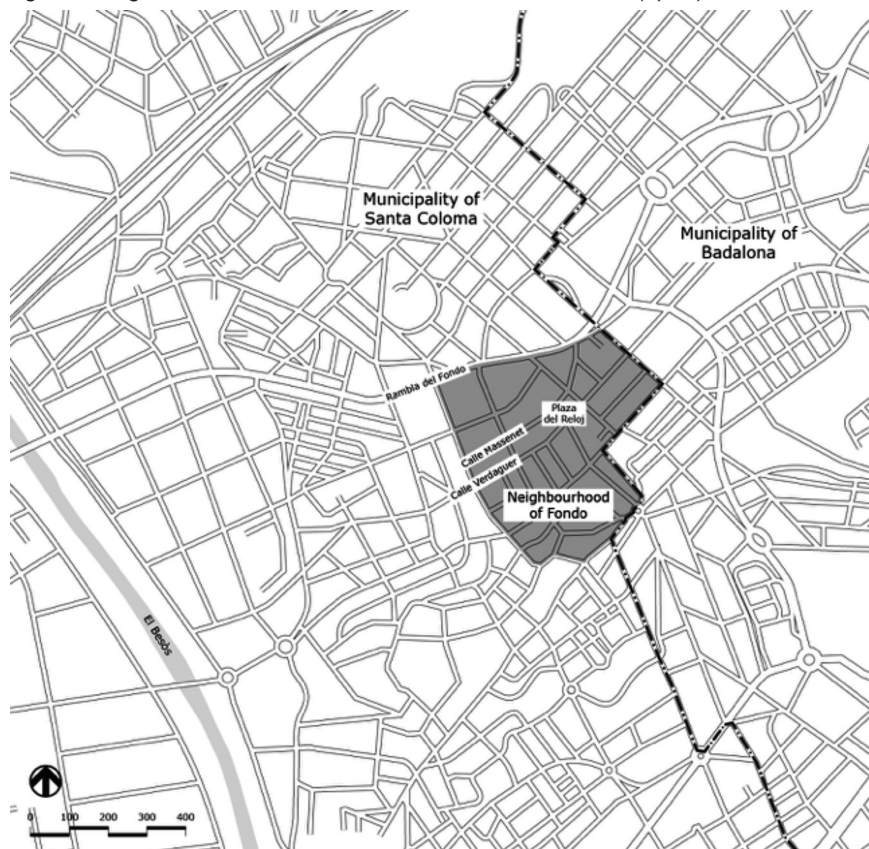 Municipality of
Santa Coloma
Municipality of
Badalona
Rambla del Fondo
Plaza
del Reloj
Calle Massenet
Calle Verdaguer
Neighbourhood
of Fondo
El Besòs
0 100 200 300 400